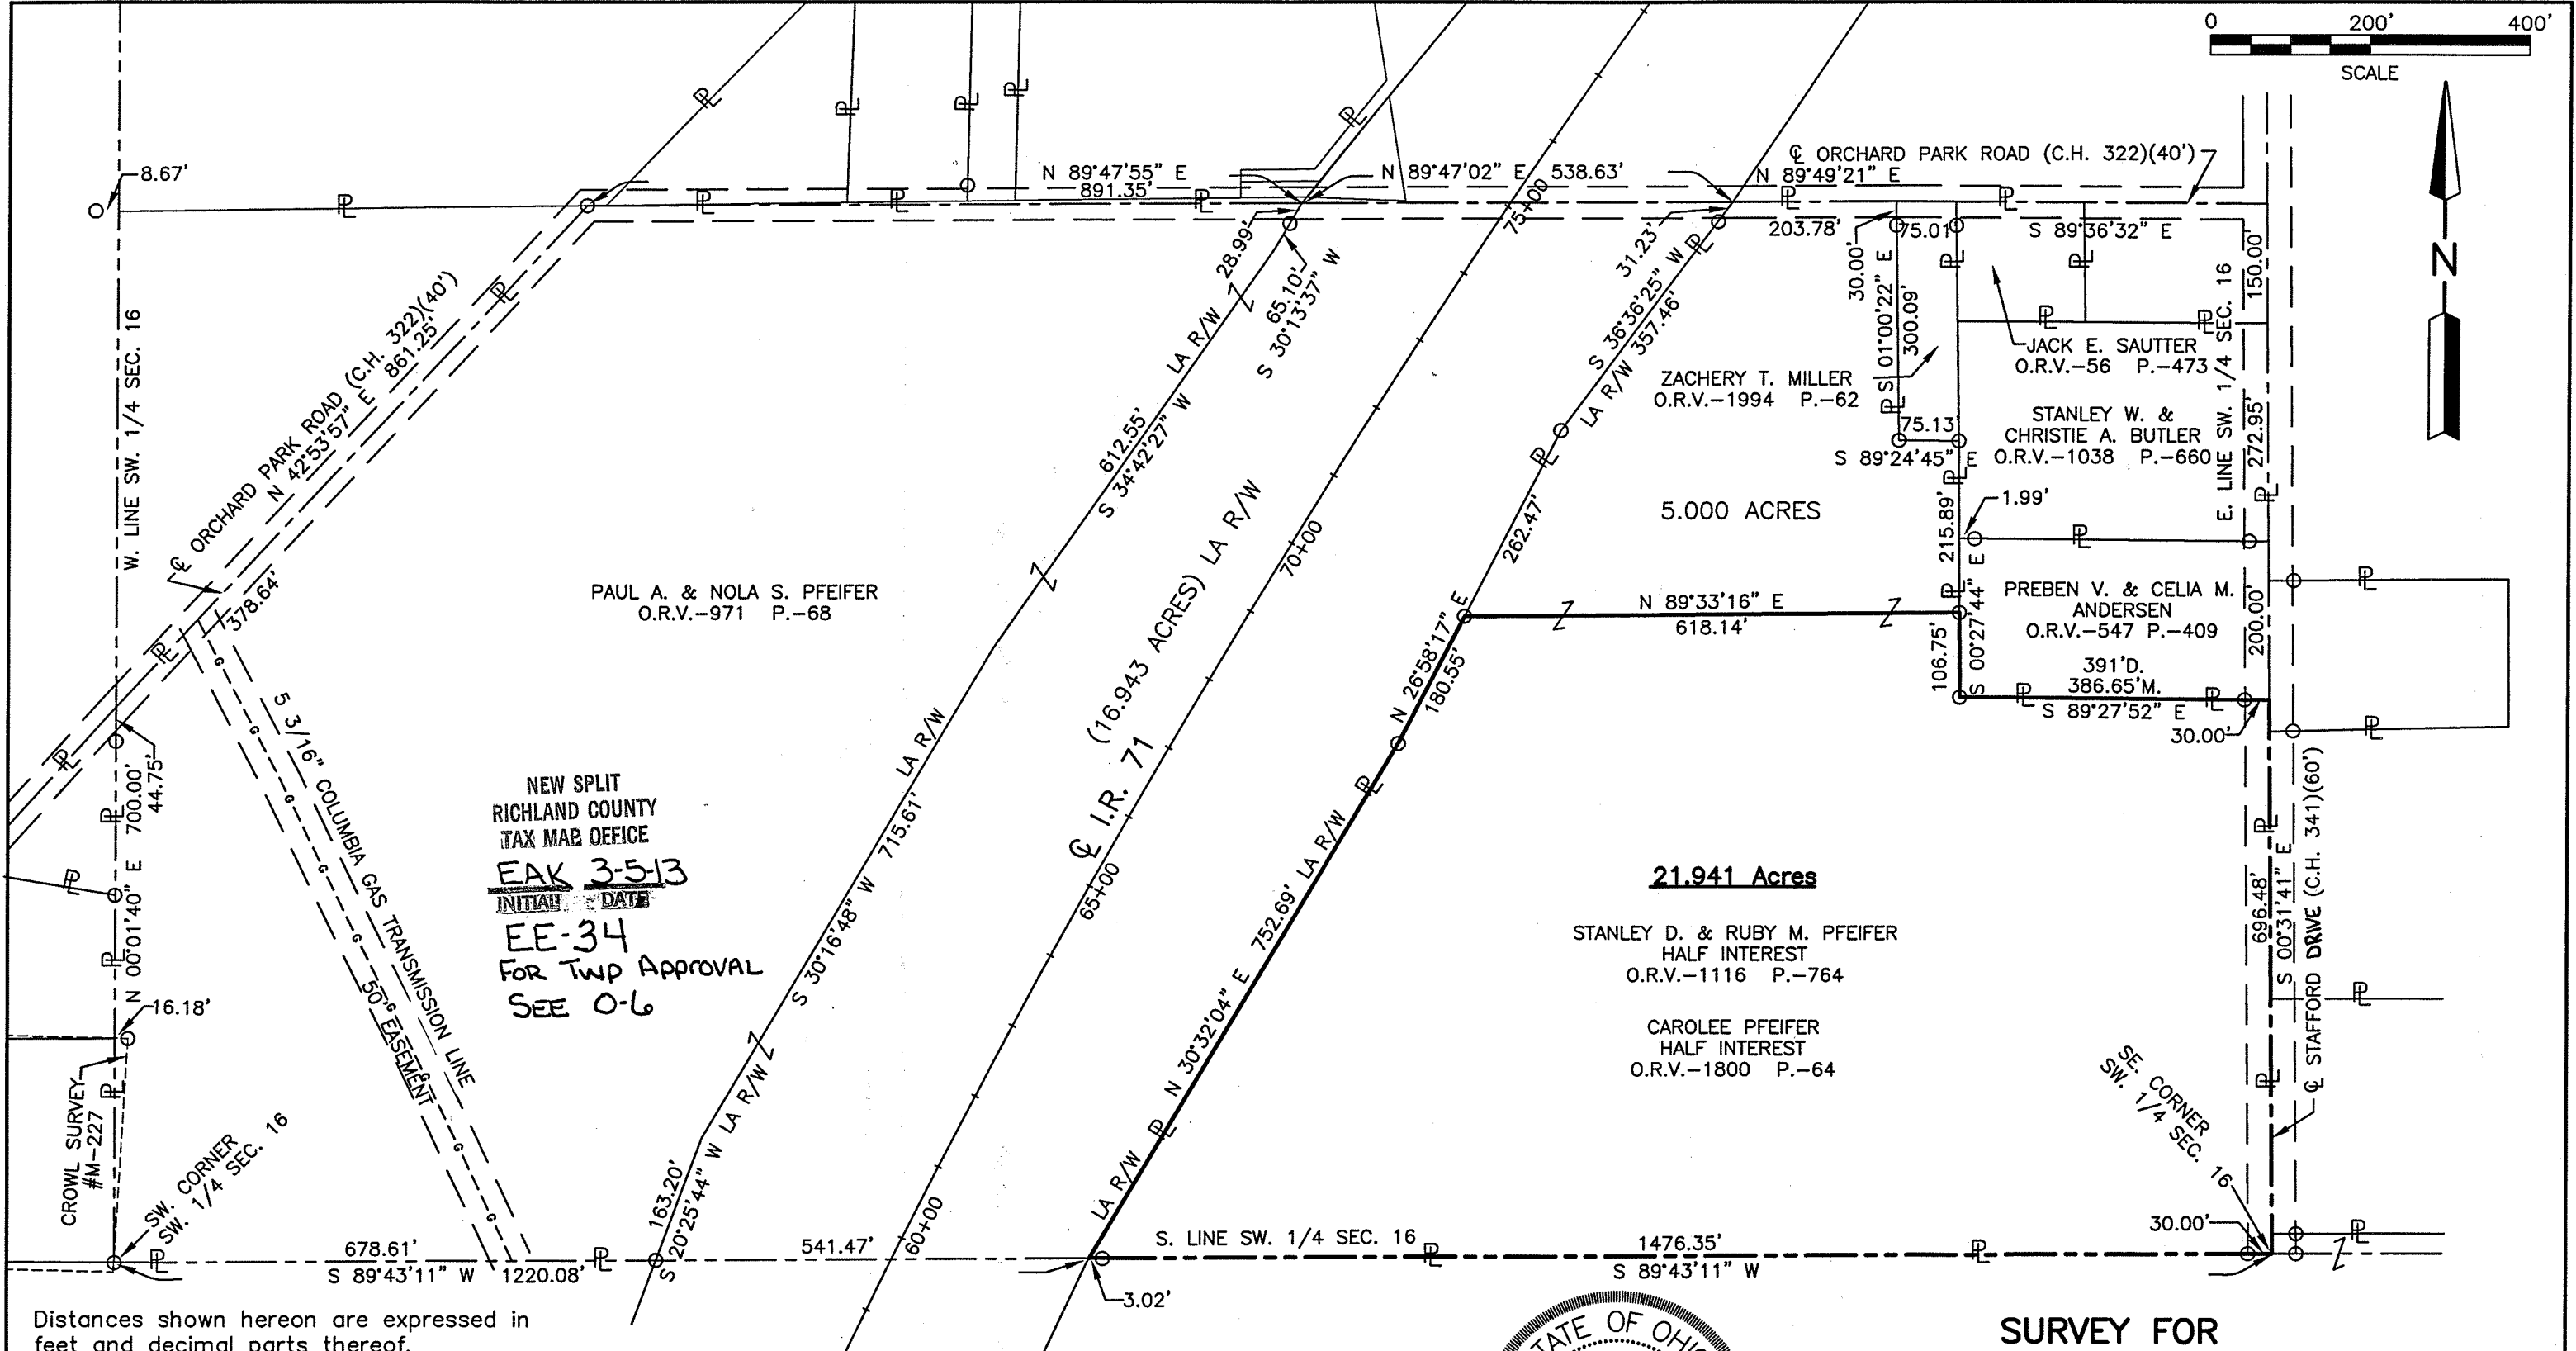 0 200' 400'
SCALE
N
8.67'
N 89°47'55" E
891.35'
N 89°47'02" E 538.63'
℄ ORCHARD PARK ROAD (C.H. 322)(40')
N 89°49'21" E
203.78'
75.01
S 89°36'32" E
150.00'
28.99'
65.10'
S 30°13'37" W
75+00
31.23'
S 36°36'25" W
LA R/W 357.46'
30.00'
S 01°00'22" E
300.09'
W. LINE SW. 1/4 SEC. 16
℄ ORCHARD PARK ROAD (C.H. 322)(40')
N 42°53'57" E 861.25'
378.64'
LA R/W
612.55'
S 34°42'27" W
ZACHERY T. MILLER
O.R.V.-1994 P.-62
JACK E. SAUTTER
O.R.V.-56 P.-473
75.13'
S 89°24'45" E
STANLEY W. &
CHRISTIE A. BUTLER
O.R.V.-1038 P.-660
E. LINE SW. 1/4 SEC. 16
272.95'
5.000 ACRES
262.47'
215.89'
1.99'
PAUL A. & NOLA S. PFEIFER
O.R.V.-971 P.-68
(16.943 ACRES) LA R/W
70+00
N 89°33'16" E
618.14'
PREBEN V. & CELIA M.
ANDERSEN
O.R.V.-547 P.-409
200.00'
106.75'
S 00°27'44" E
391'D.
386.65'M.
S 89°27'52" E
30.00'
N 26°58'17" E
180.55'
5 3/16" COLUMBIA GAS TRANSMISSION LINE
50' EASEMENT
G G G G G G G G G
N 00°01'40" E 700.00'
44.75'
NEW SPLIT
RICHLAND COUNTY
TAX MAP OFFICE
EAK 3-5-13
INITIAL DATE
EE-34
FOR TWP APPROVAL
SEE O-6
LA R/W
S 30°16'48" W 715.61'
℄ I.R. 71
65+00
N 30°32'04" E 752.69' LA R/W
21.941 Acres
STANLEY D. & RUBY M. PFEIFER
HALF INTEREST
O.R.V.-1116 P.-764
CAROLEE PFEIFER
HALF INTEREST
O.R.V.-1800 P.-64
696.48'
S 00°31'41" E
℄ STAFFORD DRIVE (C.H. 341)(60')
16.18'
CROWL SURVEY
#M-227
SW. CORNER
SW. 1/4 SEC. 16
163.20'
S 20°25'44" W LA R/W
60+00
LA R/W
SE. CORNER
SW. 1/4 SEC. 16
30.00'
678.61'
S 89°43'11" W 1220.08'
541.47'
S. LINE SW. 1/4 SEC. 16
1476.35'
S 89°43'11" W
3.02'
Distances shown hereon are expressed in
feet and decimal parts thereof.
STATE OF OHIO
SURVEY FOR